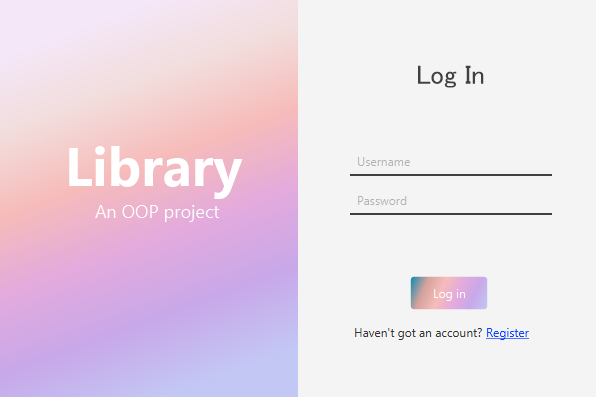 Library
An OOP project
Log In
Username
Password
Log in
Haven't got an account? Register